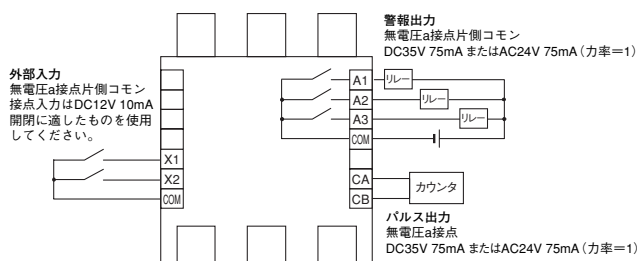 警報出力
無電圧a接点片側コモン
DC35V 75mA またはAC24V 75mA（力率＝1）
外部入力
無電圧a接点片側コモン
接点入力はDC12V 10mA
開閉に適したものを使用
してください。
A1
リレー
A2
リレー
A3
リレー
COM
X1
X2
COM
CA
カウンタ
CB
パルス出力
無電圧a接点
DC35V 75mA またはAC24V 75mA（力率＝1）